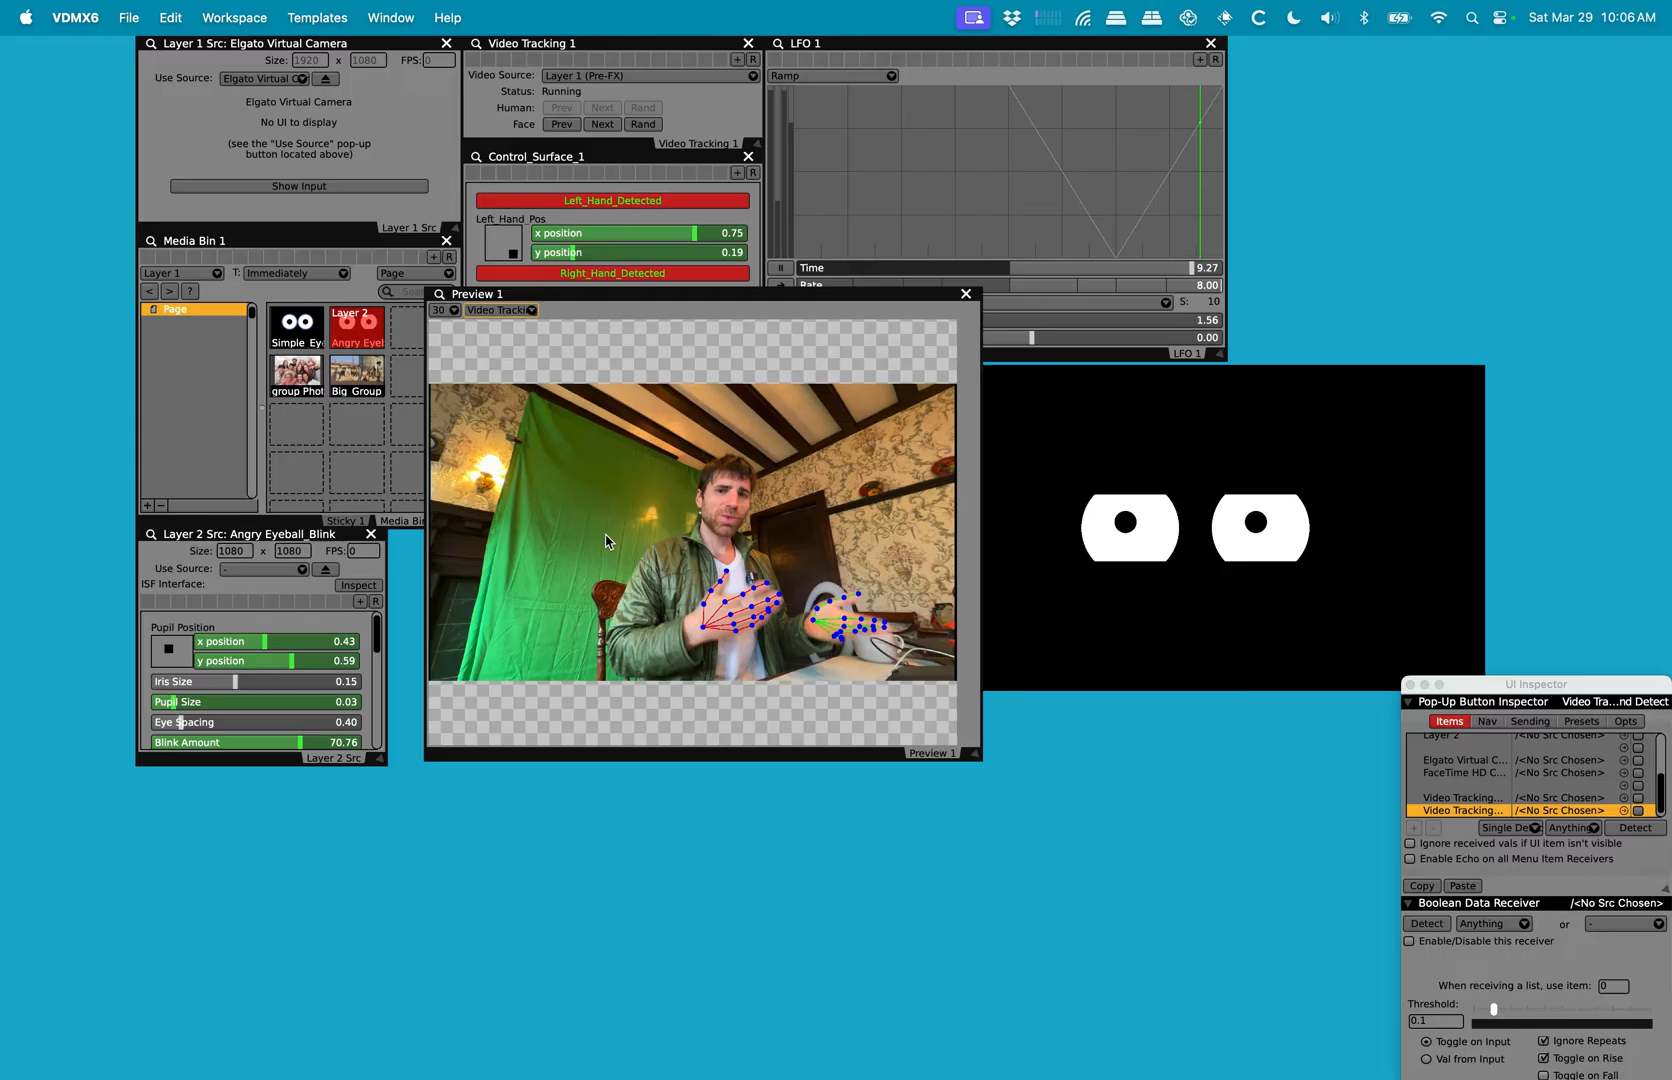 VDMX6 File Edit Workspace Templates Window Help
Sat Mar 29 10:06 AM
Layer 1 Src: Elgato Virtual Camera
Size: 1920 x 1080 FPS: 0
Use Source: Elgato Virtual C
Elgato Virtual Camera
No UI to display
(see the "Use Source" pop-up
button located above)
Show Input
Layer 1 Src
Video Tracking 1
+ R
Video Source: Layer 1 (Pre-FX)
Status: Running
Human: Prev Next Rand
Face Prev Next Rand
Video Tracking 1
Control_Surface_1
+ R
Left_Hand_Detected
Left_Hand_Pos
x position 0.75
y position 0.19
Right_Hand_Detected
LFO 1
+ R
Ramp
Time 9.27
Rate 8.00
S: 10
1.56
0.00
LFO 1
Media Bin 1
+ R
Layer 1 T: Immediately Page
< > ?
Page
Simple Eye
Layer 2
Angry Eyel
group Phot
Big Group
+ −
Sticky 1 Media Bin
Preview 1
30 Video Tracki
Preview 1
Layer 2 Src: Angry Eyeball_Blink
Size: 1080 x 1080 FPS: 0
Use Source: -
ISF Interface: Inspect
+ R
Pupil Position
x position 0.43
y position 0.59
Iris Size 0.15
Pupil Size 0.03
Eye Spacing 0.40
Blink Amount 70.76
Layer 2 Src
UI Inspector
Pop-Up Button Inspector Video Tra...nd Detect
Items Nav Sending Presets Opts
Layer 2 /<No Src Chosen>
Elgato Virtual C... /<No Src Chosen>
FaceTime HD C... /<No Src Chosen>
Video Tracking... /<No Src Chosen>
Video Tracking... /<No Src Chosen>
+ - Single De Anything Detect
Ignore received vals if UI item isn't visible
Enable Echo on all Menu Item Receivers
Copy Paste
Boolean Data Receiver /<No Src Chosen>
Detect Anything or -
Enable/Disable this receiver
When receiving a list, use item: 0
Threshold:
0.1
Toggle on Input Ignore Repeats
Val from Input Toggle on Rise
Toggle on Fall